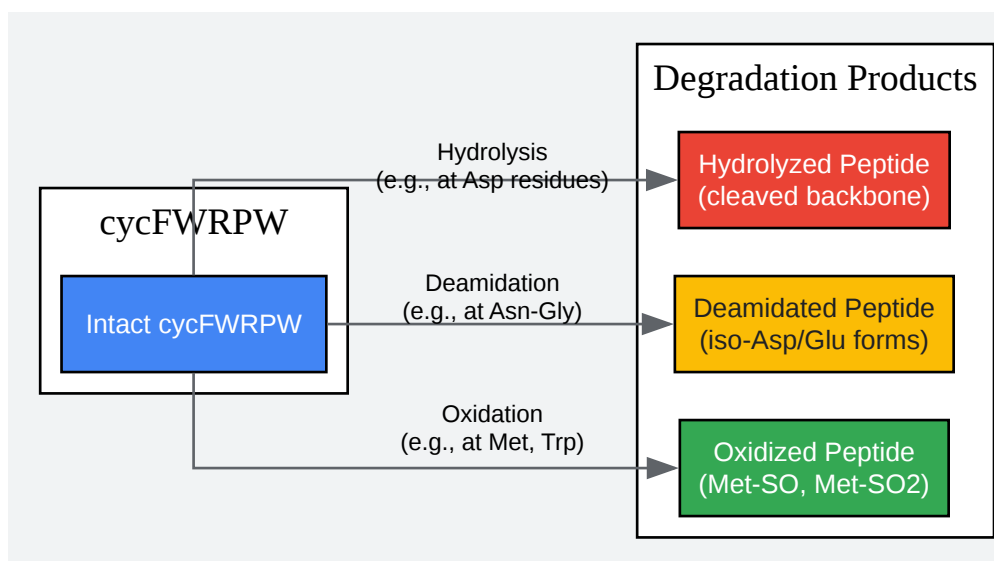 cycFWRPW
Intact cycFWRPW
Hydrolysis
(e.g., at Asp residues)
Deamidation
(e.g., at Asn-Gly)
Oxidation
(e.g., at Met, Trp)
Degradation Products
Hydrolyzed Peptide
(cleaved backbone)
Deamidated Peptide
(iso-Asp/Glu forms)
Oxidized Peptide
(Met-SO, Met-SO2)